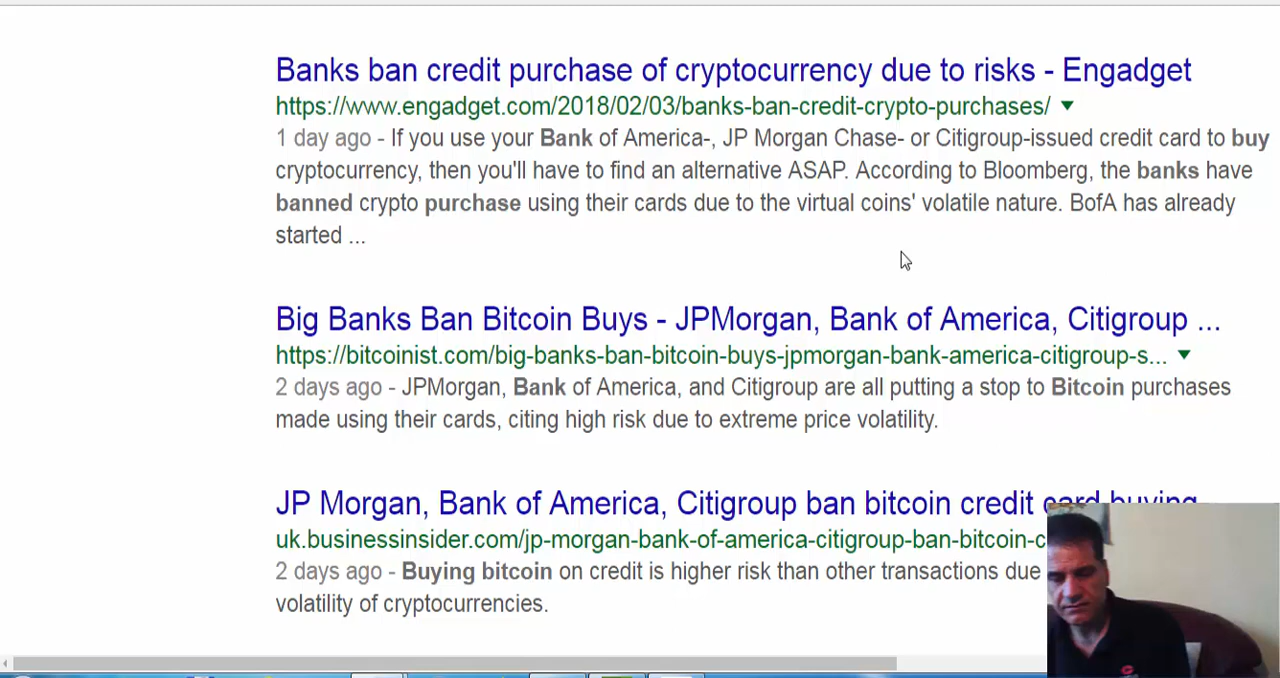 Banks ban credit purchase of cryptocurrency due to risks - Engadget
https://www.engadget.com/2018/02/03/banks-ban-credit-crypto-purchases/
1 day ago - If you use your Bank of America-, JP Morgan Chase- or Citigroup-issued credit card to buy
cryptocurrency, then you'll have to find an alternative ASAP. According to Bloomberg, the banks have
banned crypto purchase using their cards due to the virtual coins' volatile nature. BofA has already
started ...
Big Banks Ban Bitcoin Buys - JPMorgan, Bank of America, Citigroup ...
https://bitcoinist.com/big-banks-ban-bitcoin-buys-jpmorgan-bank-america-citigroup-s...
2 days ago - JPMorgan, Bank of America, and Citigroup are all putting a stop to Bitcoin purchases
made using their cards, citing high risk due to extreme price volatility.
JP Morgan, Bank of America, Citigroup ban bitcoin credit card buying
uk.businessinsider.com/jp-morgan-bank-of-america-citigroup-ban-bitcoin-c
2 days ago - Buying bitcoin on credit is higher risk than other transactions due
volatility of cryptocurrencies.